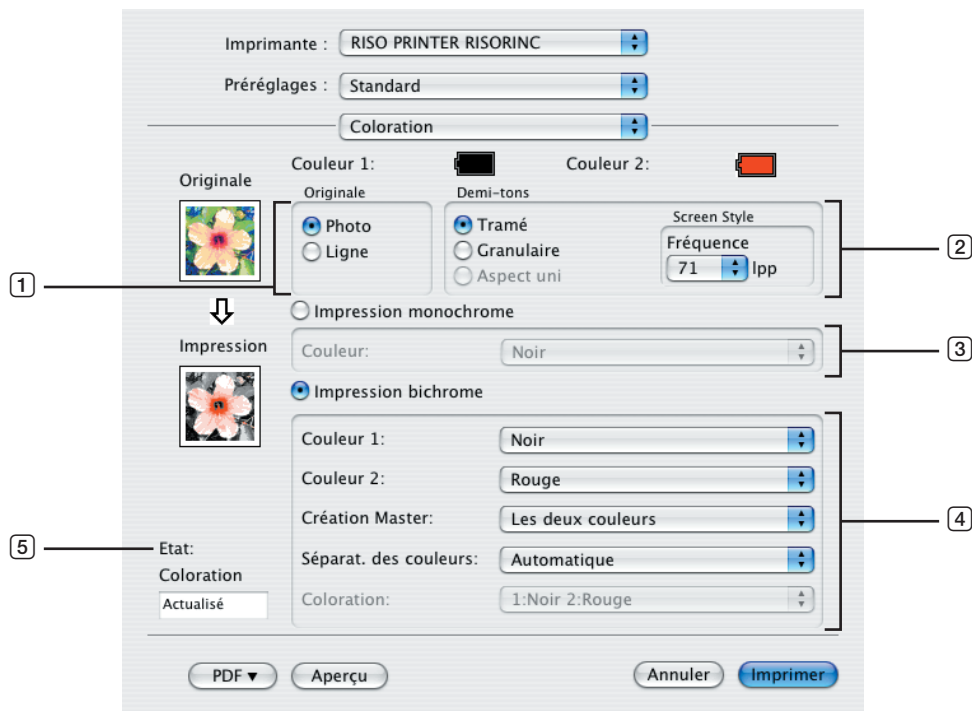 Imprimante : RISO PRINTER RISORINC
Préréglages : Standard
Coloration
Couleur 1: Couleur 2:
Originale
Originale Demi-tons
Photo
Ligne
Tramé
Granulaire
Aspect uni
Screen Style
Fréquence
71 lpp
1
2
Impression monochrome
Impression
Couleur: Noir
3
Impression bichrome
Couleur 1: Noir
Couleur 2: Rouge
Création Master: Les deux couleurs
Séparat. des couleurs: Automatique
Coloration: 1:Noir 2:Rouge
4
5
Etat:
Coloration
Actualisé
PDF ▼ Aperçu Annuler Imprimer